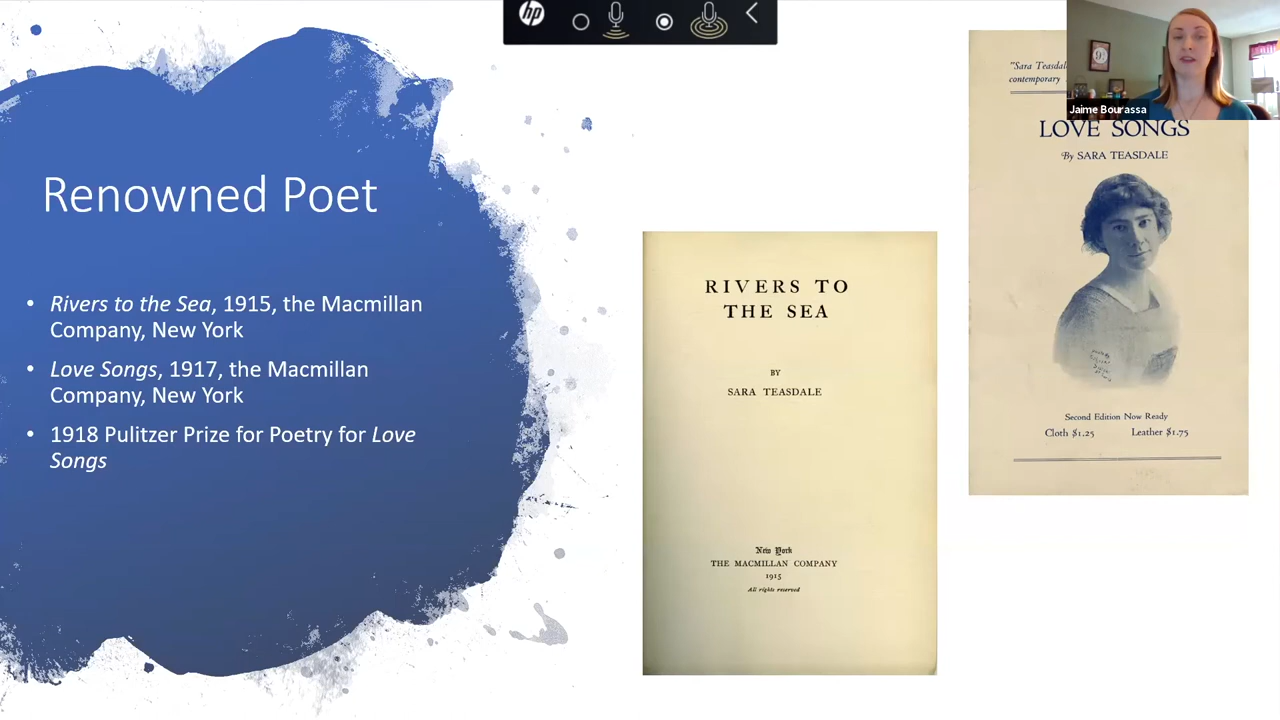 hp
Renowned Poet
• Rivers to the Sea, 1915, the Macmillan
Company, New York
• Love Songs, 1917, the Macmillan
Company, New York
• 1918 Pulitzer Prize for Poetry for Love
Songs
RIVERS TO
THE SEA
BY
SARA TEASDALE
New York
THE MACMILLAN COMPANY
1915
All rights reserved
"Sara
contemporary
Jaime Bourassa
LOVE SONGS
By SARA TEASDALE
Second Edition Now Ready
Cloth $1.25 Leather $1.75